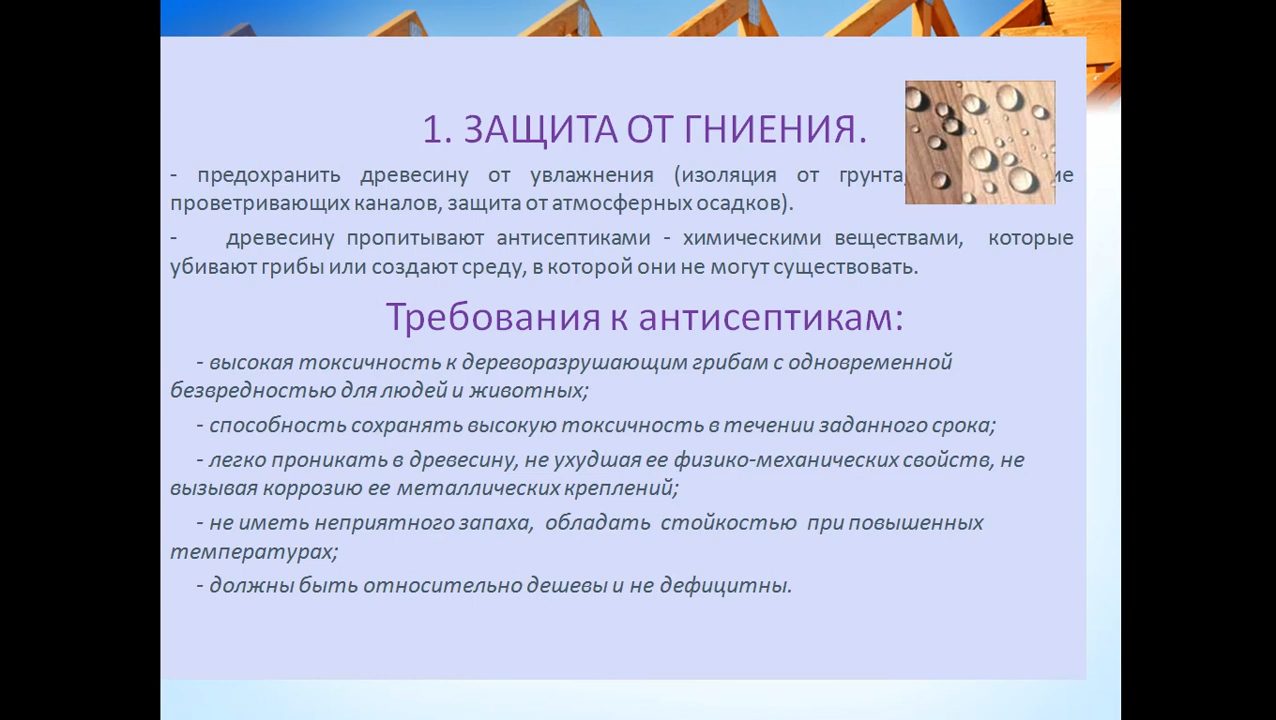 1. ЗАЩИТА ОТ ГНИЕНИЯ.
- предохранить древесину от увлажнения (изоляция от грунта,
проветривающих каналов, защита от атмосферных осадков).
- древесину пропитывают антисептиками - химическими веществами, которые
убивают грибы или создают среду, в которой они не могут существовать.
Требования к антисептикам:
- высокая токсичность к дереворазрушающим грибам с одновременной
безвредностью для людей и животных;
- способность сохранять высокую токсичность в течении заданного срока;
- легко проникать в древесину, не ухудшая ее физико-механических свойств, не
вызывая коррозию ее металлических креплений;
- не иметь неприятного запаха, обладать стойкостью при повышенных
температурах;
- должны быть относительно дешевы и не дефицитны.